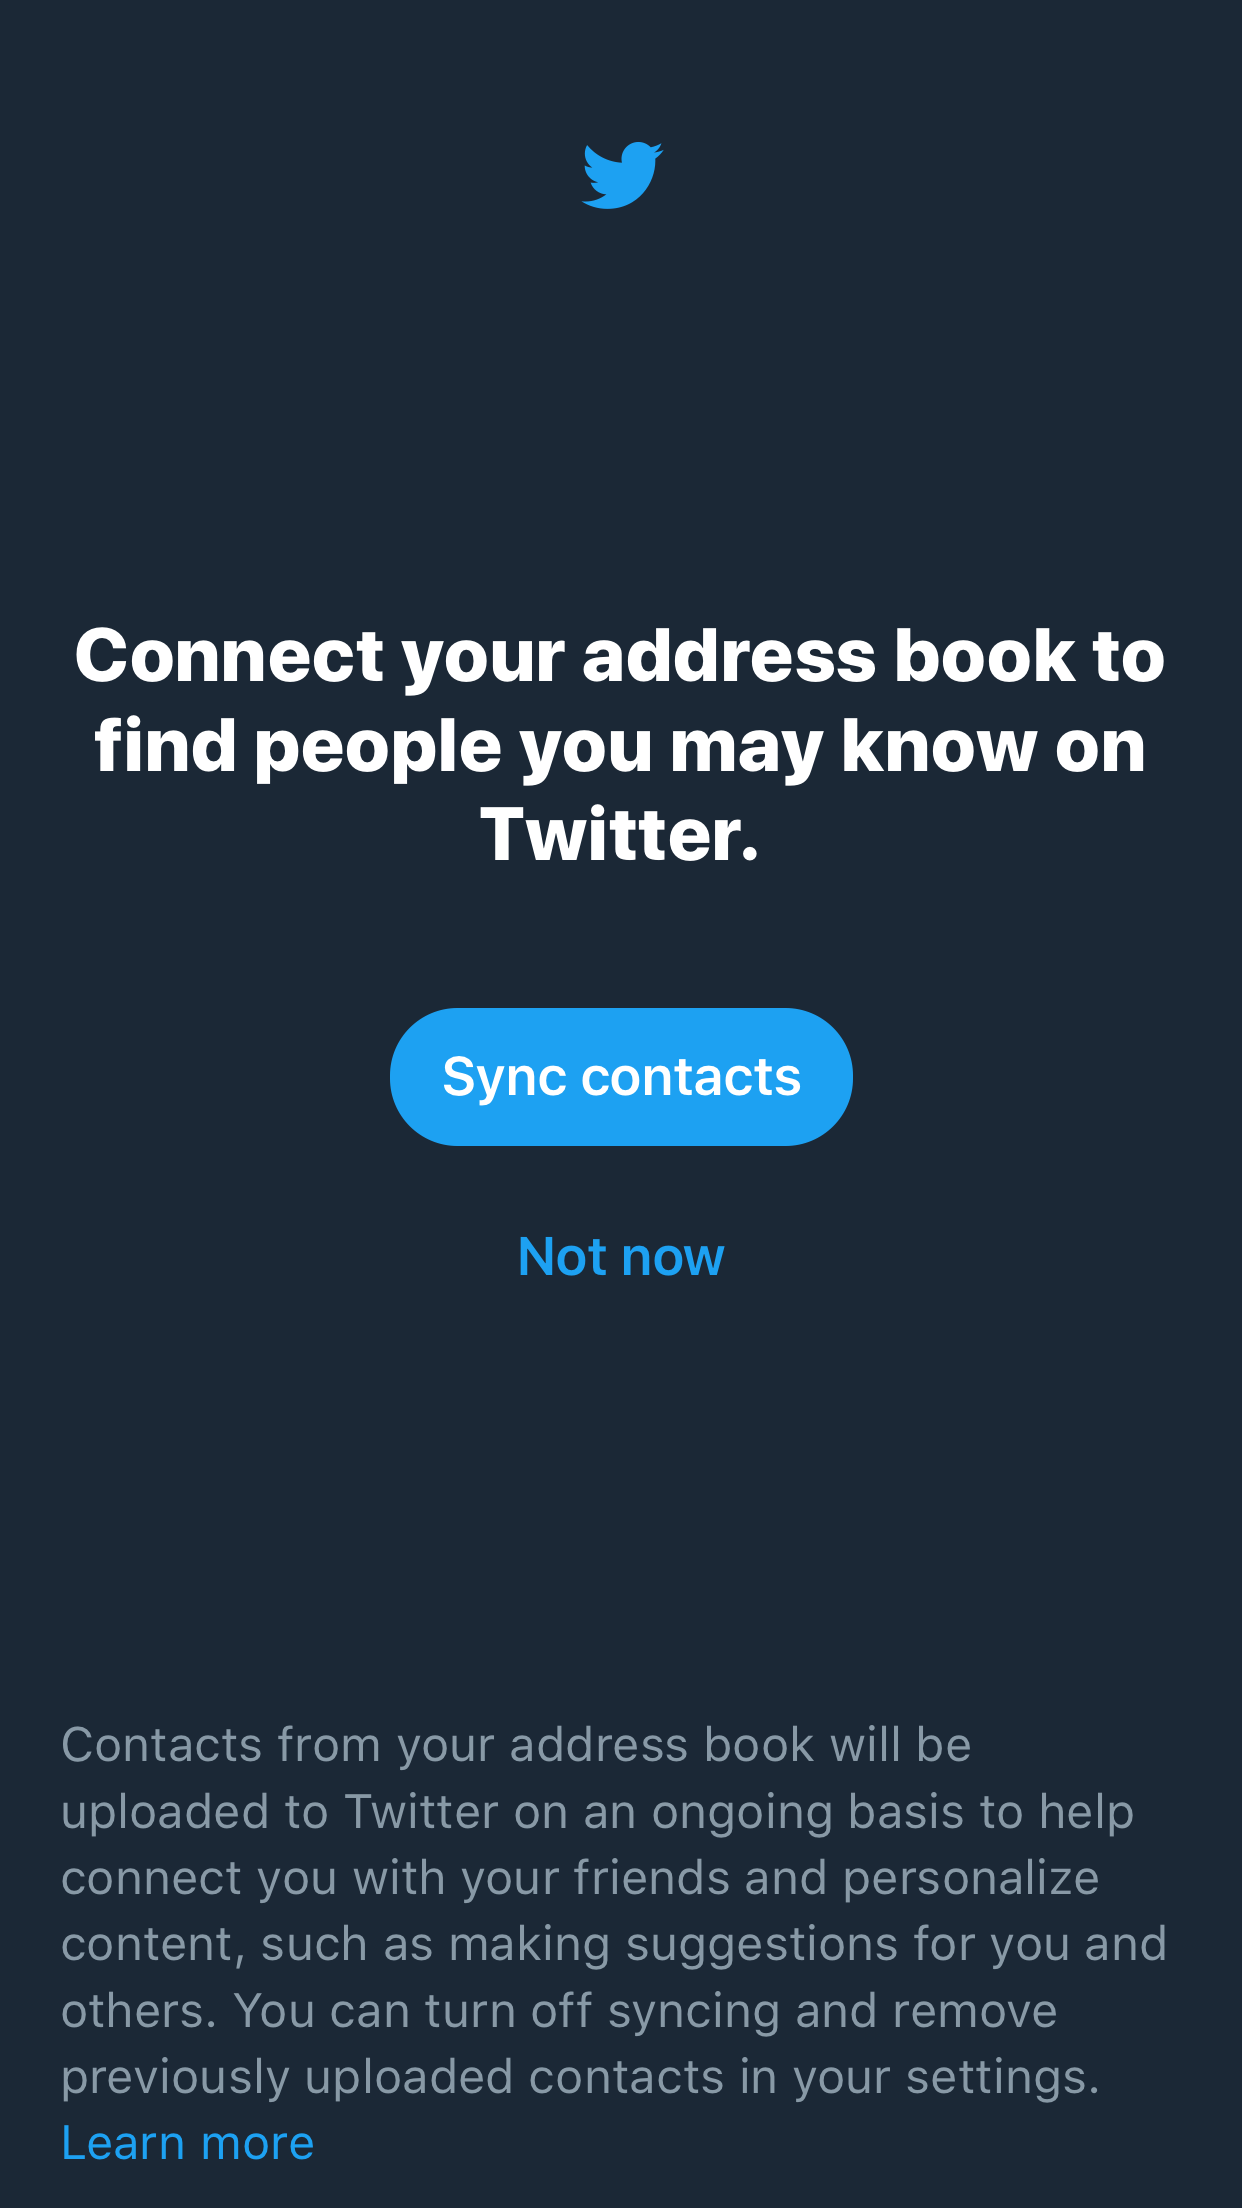 Connect your address book to
find people you may know on
Twitter.
Sync contacts
Not now
Contacts from your address book will be
uploaded to Twitter on an ongoing basis to help
connect you with your friends and personalize
content, such as making suggestions for you and
others. You can turn off syncing and remove
previously uploaded contacts in your settings.
Learn more